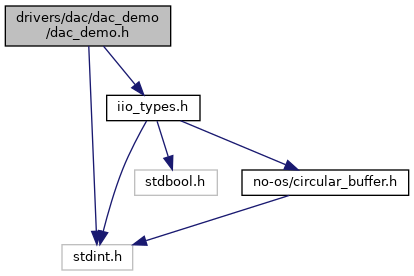 drivers/dac/dac_demo
/dac_demo.h
iio_types.h
stdbool.h
no-os/circular_buffer.h
stdint.h